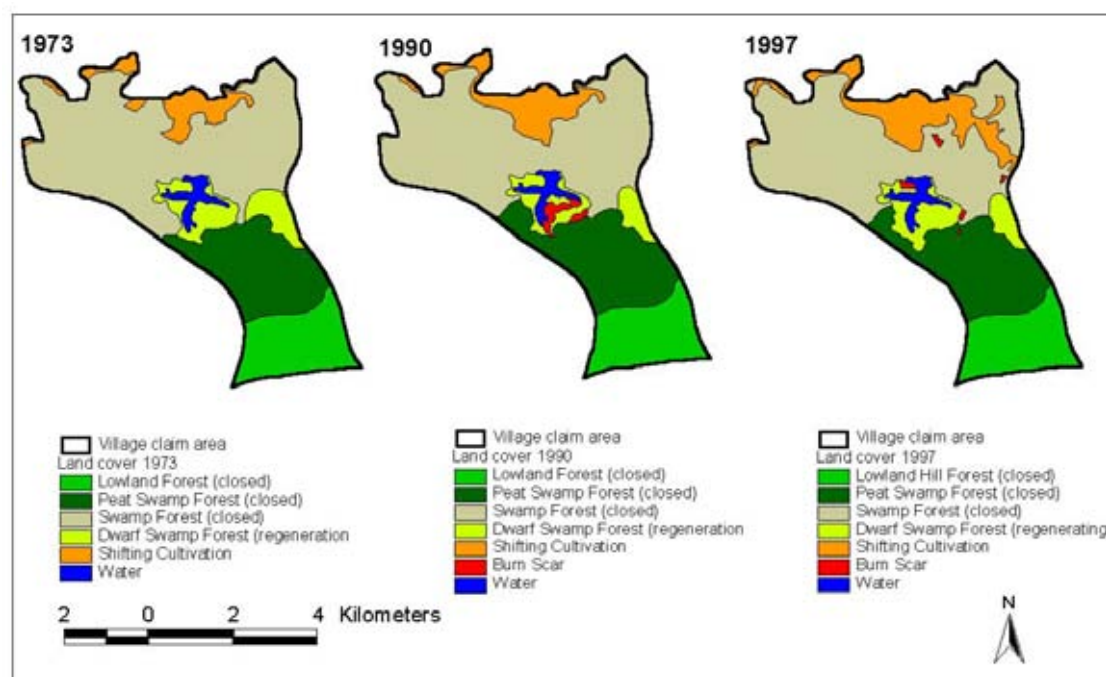 1973
1990
1997
Village claim area
Land cover 1973
Lowland Forest (closed)
Peat Swamp Forest (closed)
Swamp Forest (closed)
Dwarf Swamp Forest (regeneration
Shifting Cultivation
Water
Village claim area
Land cover 1990
Lowland Forest (closed)
Peat Swamp Forest (closed)
Swamp Forest (closed)
Dwarf Swamp Forest (regeneration
Shifting Cultivation
Burn Scar
Water
Village claim area
Land cover 1997
Lowland Hill Forest (closed)
Peat Swamp Forest (closed)
Swamp Forest (closed)
Dwarf Swamp Forest (regenerating)
Shifting Cultivation
Burn Scar
Water
2 0 2 4 Kilometers
N